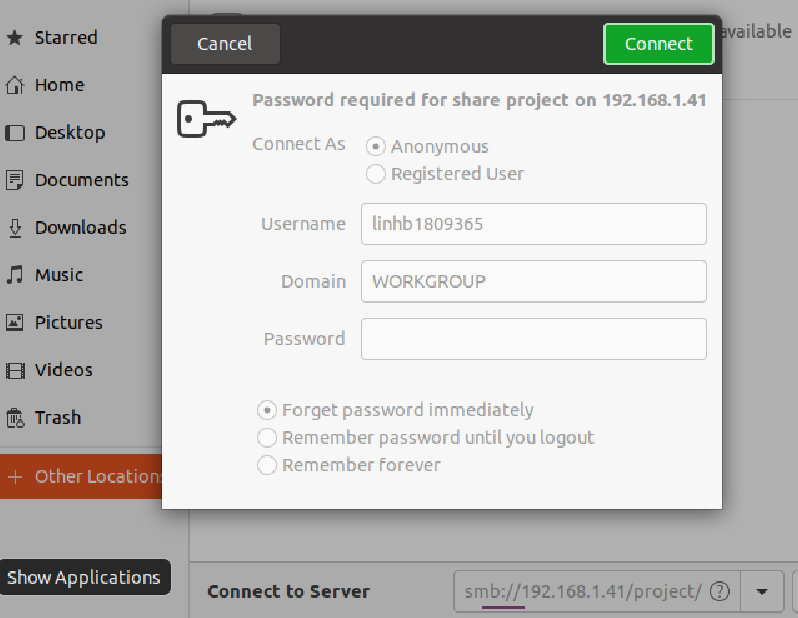 Starred
Home
Desktop
Documents
Downloads
Music
Pictures
Videos
Trash
+ Other Locations
Show Applications
Cancel
Connect
available
Password required for share project on 192.168.1.41
Connect As
Anonymous
Registered User
Username
linhb1809365
Domain
WORKGROUP
Password
Forget password immediately
Remember password until you logout
Remember forever
Connect to Server
smb://192.168.1.41/project/
?